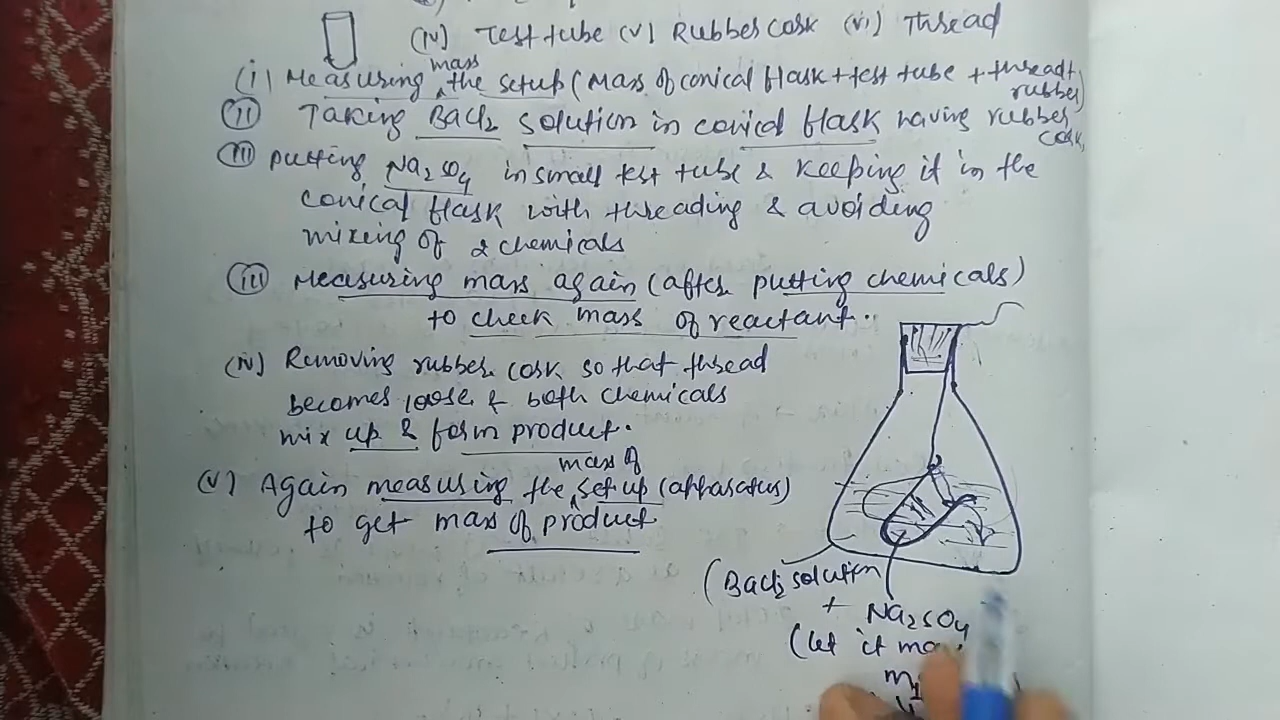 (iv) Test tube (v) Rubber cork (vi) Thread
mass
(i) Measuring the setup (Mass of conical flask + test tube + thread +
rubber)
(ii) Taking BaCl2 solution in conical flask having rubber
cork,
(iii) putting Na2SO4 in small test tube & keeping it in the
conical flask with threading & avoiding
mixing of 2 chemicals
(iii) Measuring mass again (after putting chemicals)
to check mass of reactant.
(iv) Removing rubber cork so that thread
becomes loose & both chemicals
mix up & form product.
mass of
(v) Again measuring the set up (apparatus)
to get mass of product
(BaCl2 solution
+ Na2SO4
(let it